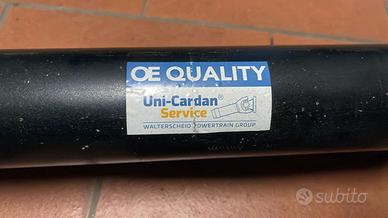 OE QUALITY
Uni-Cardan®
Service
WALTERSCHEID POWERTRAIN GROUP
subito